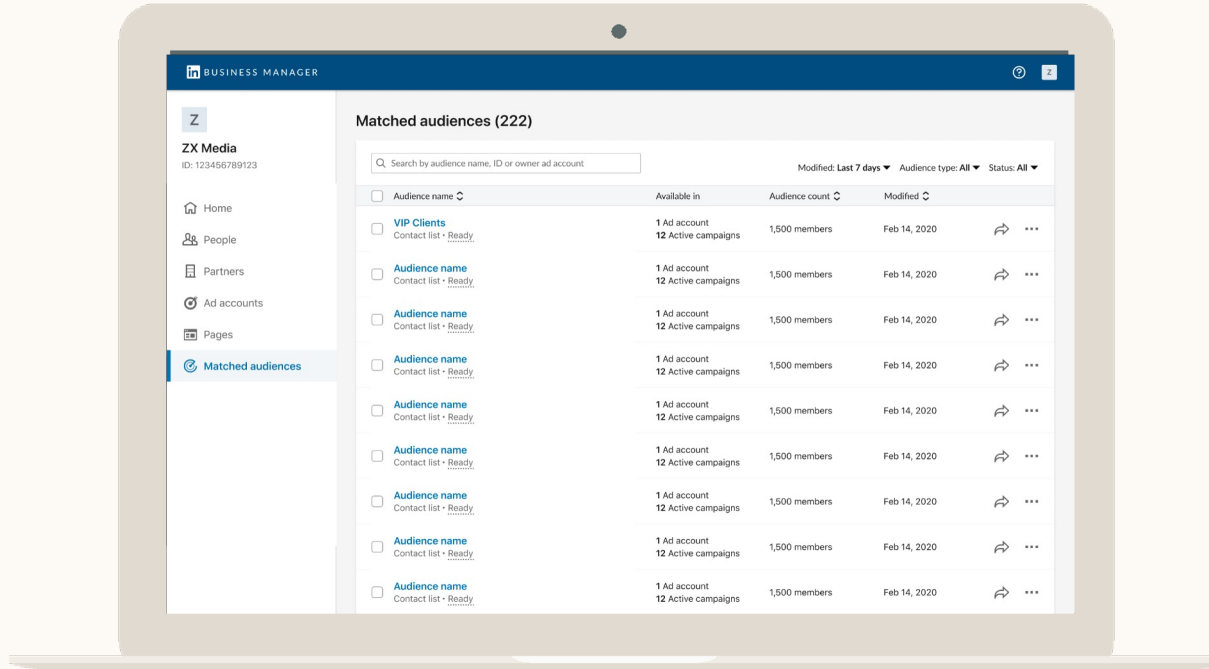 in BUSINESS MANAGER
Z
Z
ZX Media
ID: 123456789123
Home
People
Partners
Ad accounts
Pages
Matched audiences
Matched audiences (222)
Search by audience name, ID or owner ad account
Modified: Last 7 days Audience type: All Status: All
Audience name Available in Audience count Modified
VIP Clients
Contact list • Ready
1 Ad account
12 Active campaigns
1,500 members
Feb 14, 2020
Audience name
Contact list • Ready
1 Ad account
12 Active campaigns
1,500 members
Feb 14, 2020
Audience name
Contact list • Ready
1 Ad account
12 Active campaigns
1,500 members
Feb 14, 2020
Audience name
Contact list • Ready
1 Ad account
12 Active campaigns
1,500 members
Feb 14, 2020
Audience name
Contact list • Ready
1 Ad account
12 Active campaigns
1,500 members
Feb 14, 2020
Audience name
Contact list • Ready
1 Ad account
12 Active campaigns
1,500 members
Feb 14, 2020
Audience name
Contact list • Ready
1 Ad account
12 Active campaigns
1,500 members
Feb 14, 2020
Audience name
Contact list • Ready
1 Ad account
12 Active campaigns
1,500 members
Feb 14, 2020
Audience name
Contact list • Ready
1 Ad account
12 Active campaigns
1,500 members
Feb 14, 2020